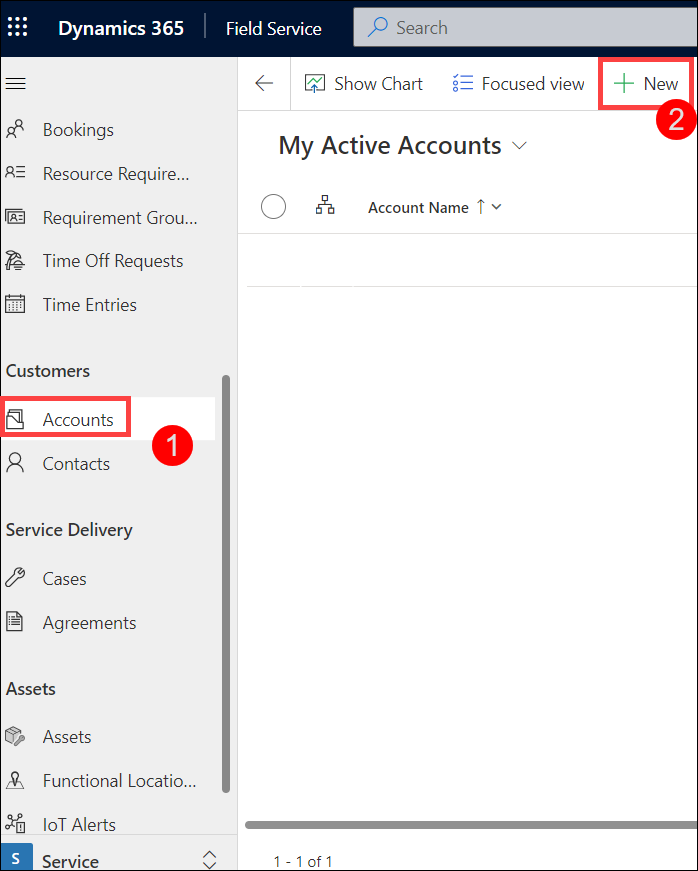 Dynamics 365 Field Service Search
Show Chart Focused view New
2
My Active Accounts
Account Name
Bookings
Resource Require...
Requirement Grou...
Time Off Requests
Time Entries
Customers
Accounts
1
Contacts
Service Delivery
Cases
Agreements
Assets
Assets
Functional Locatio...
IoT Alerts
S Service
1 - 1 of 1